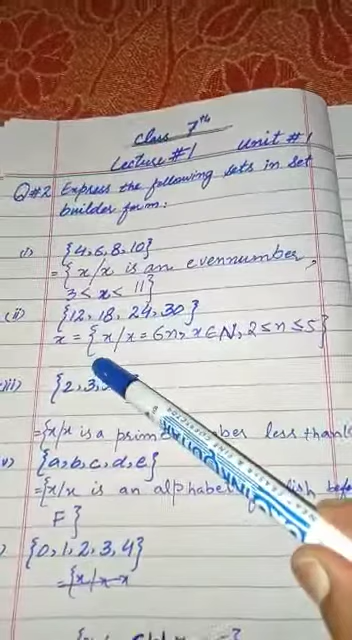 Class 7th
Lecture #1 Unit #1
Q#2 Express the following sets in set
builder form:
(i) {4,6,8,10}
= {x/x is an even number,
3 < x < 11}
(ii) {12, 18, 24, 30}
x = {x/x = 6n, x ∈ N, 2 ≤ n ≤ 5}
iii) {2,3,
= {x/x is a prime less than
v) {a,b,c,d,e}
= {x/x is an alphabet
F}
) {0,1,2,3,4}
= {x/x